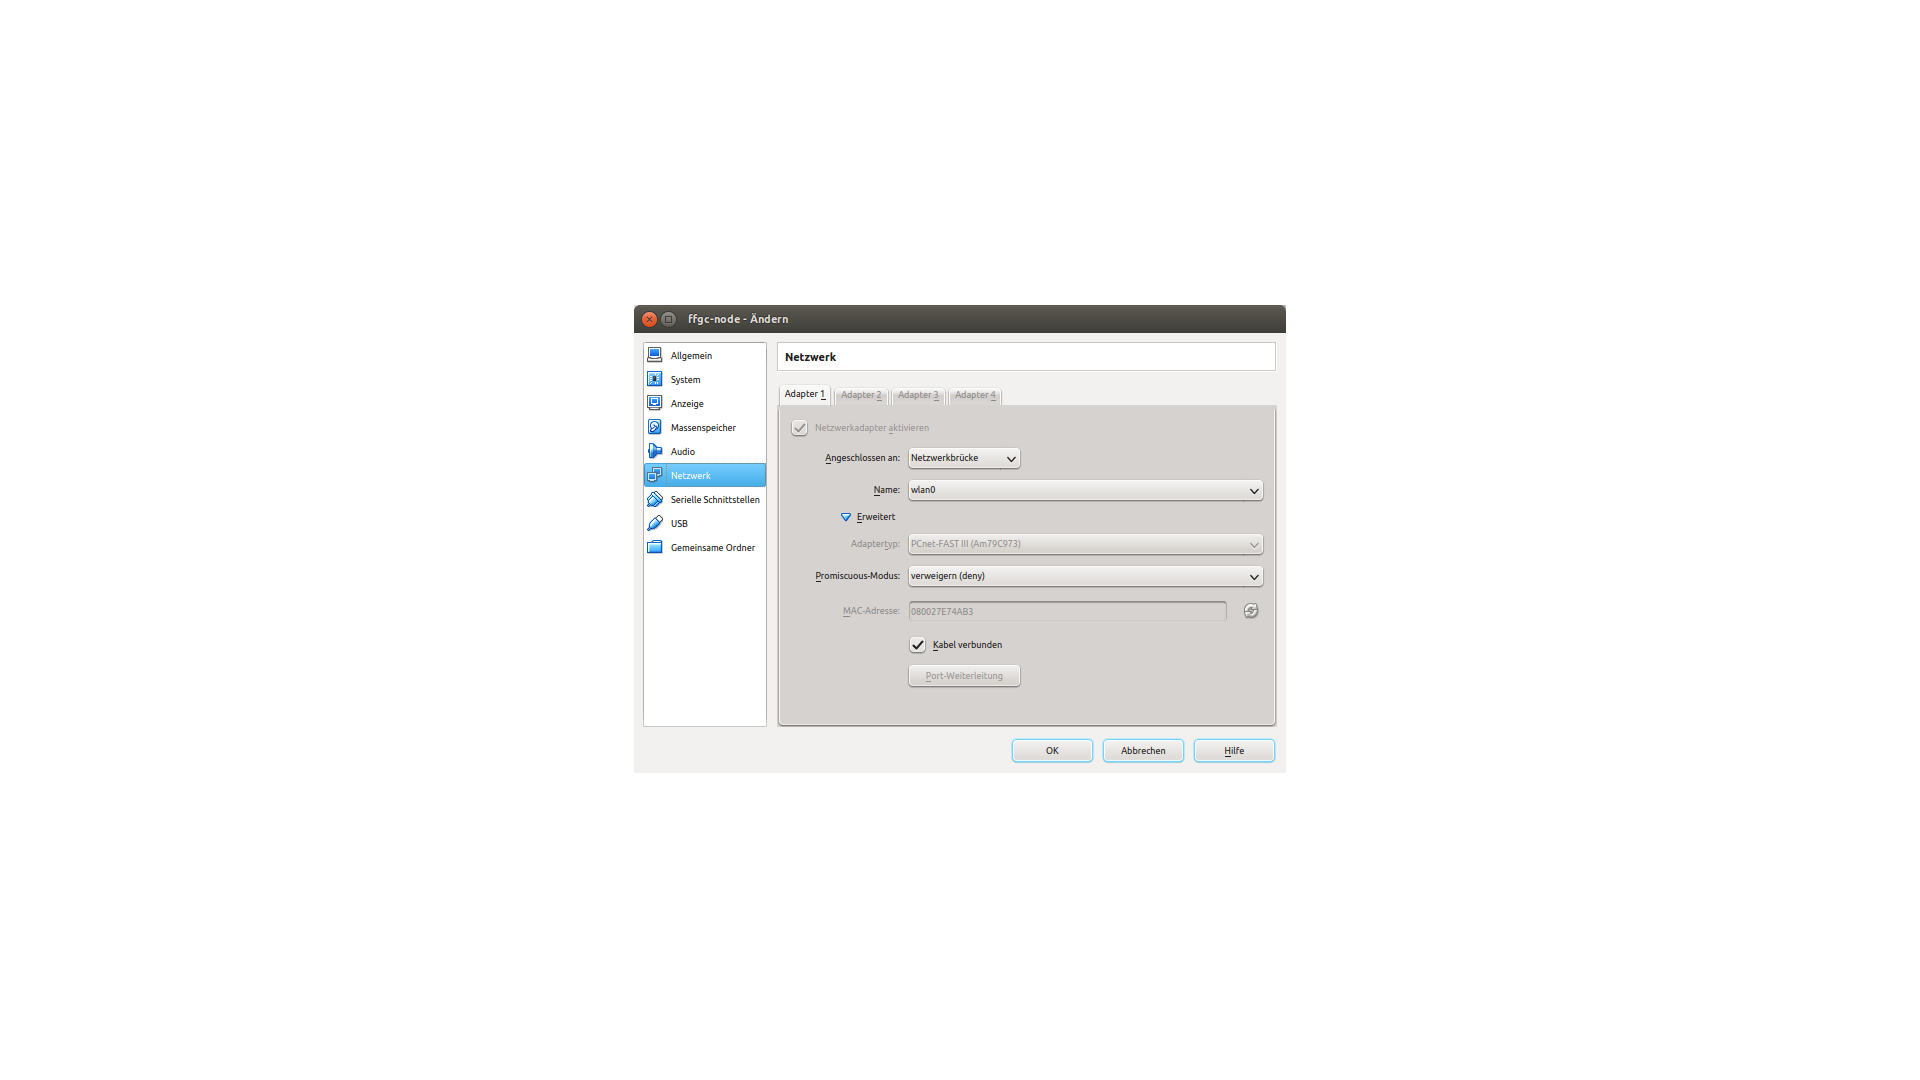 ffgc-node - Ändern
Allgemein
System
Anzeige
Massenspeicher
Audio
Netzwerk
Serielle Schnittstellen
USB
Gemeinsame Ordner
Netzwerk
Adapter 1 Adapter 2 Adapter 3 Adapter 4
Netzwerkadapter aktivieren
Angeschlossen an: Netzwerkbrücke
Name: wlan0
Erweitert
Adaptertyp: PCnet-FAST III (Am79C973)
Promiscuous-Modus: verweigern (deny)
MAC-Adresse: 080027E74AB3
Kabel verbunden
Port-Weiterleitung
OK Abbrechen Hilfe